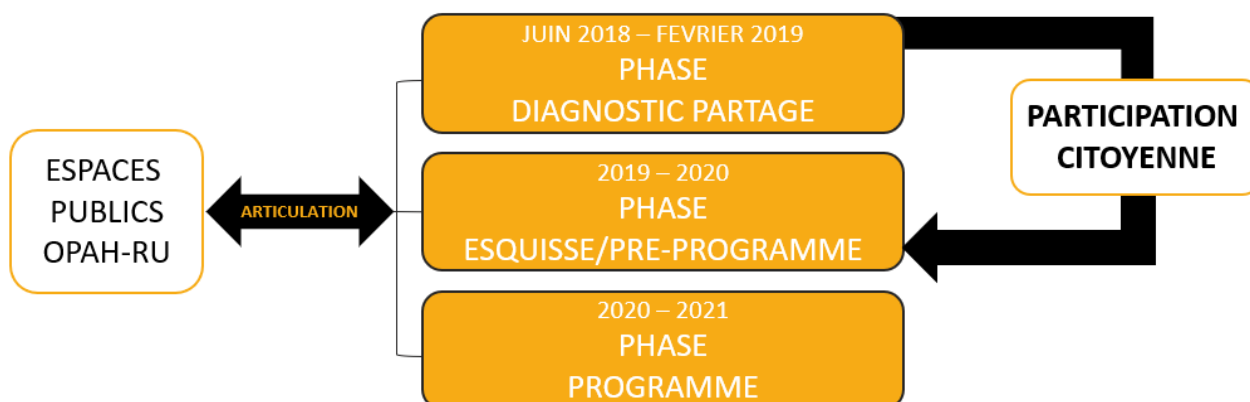 JUIN 2018 – FEVRIER 2019
PHASE
DIAGNOSTIC PARTAGE
PARTICIPATION
CITOYENNE
ESPACES
PUBLICS
OPAH-RU
ARTICULATION
2019 – 2020
PHASE
ESQUISSE/PRE-PROGRAMME
2020 – 2021
PHASE
PROGRAMME